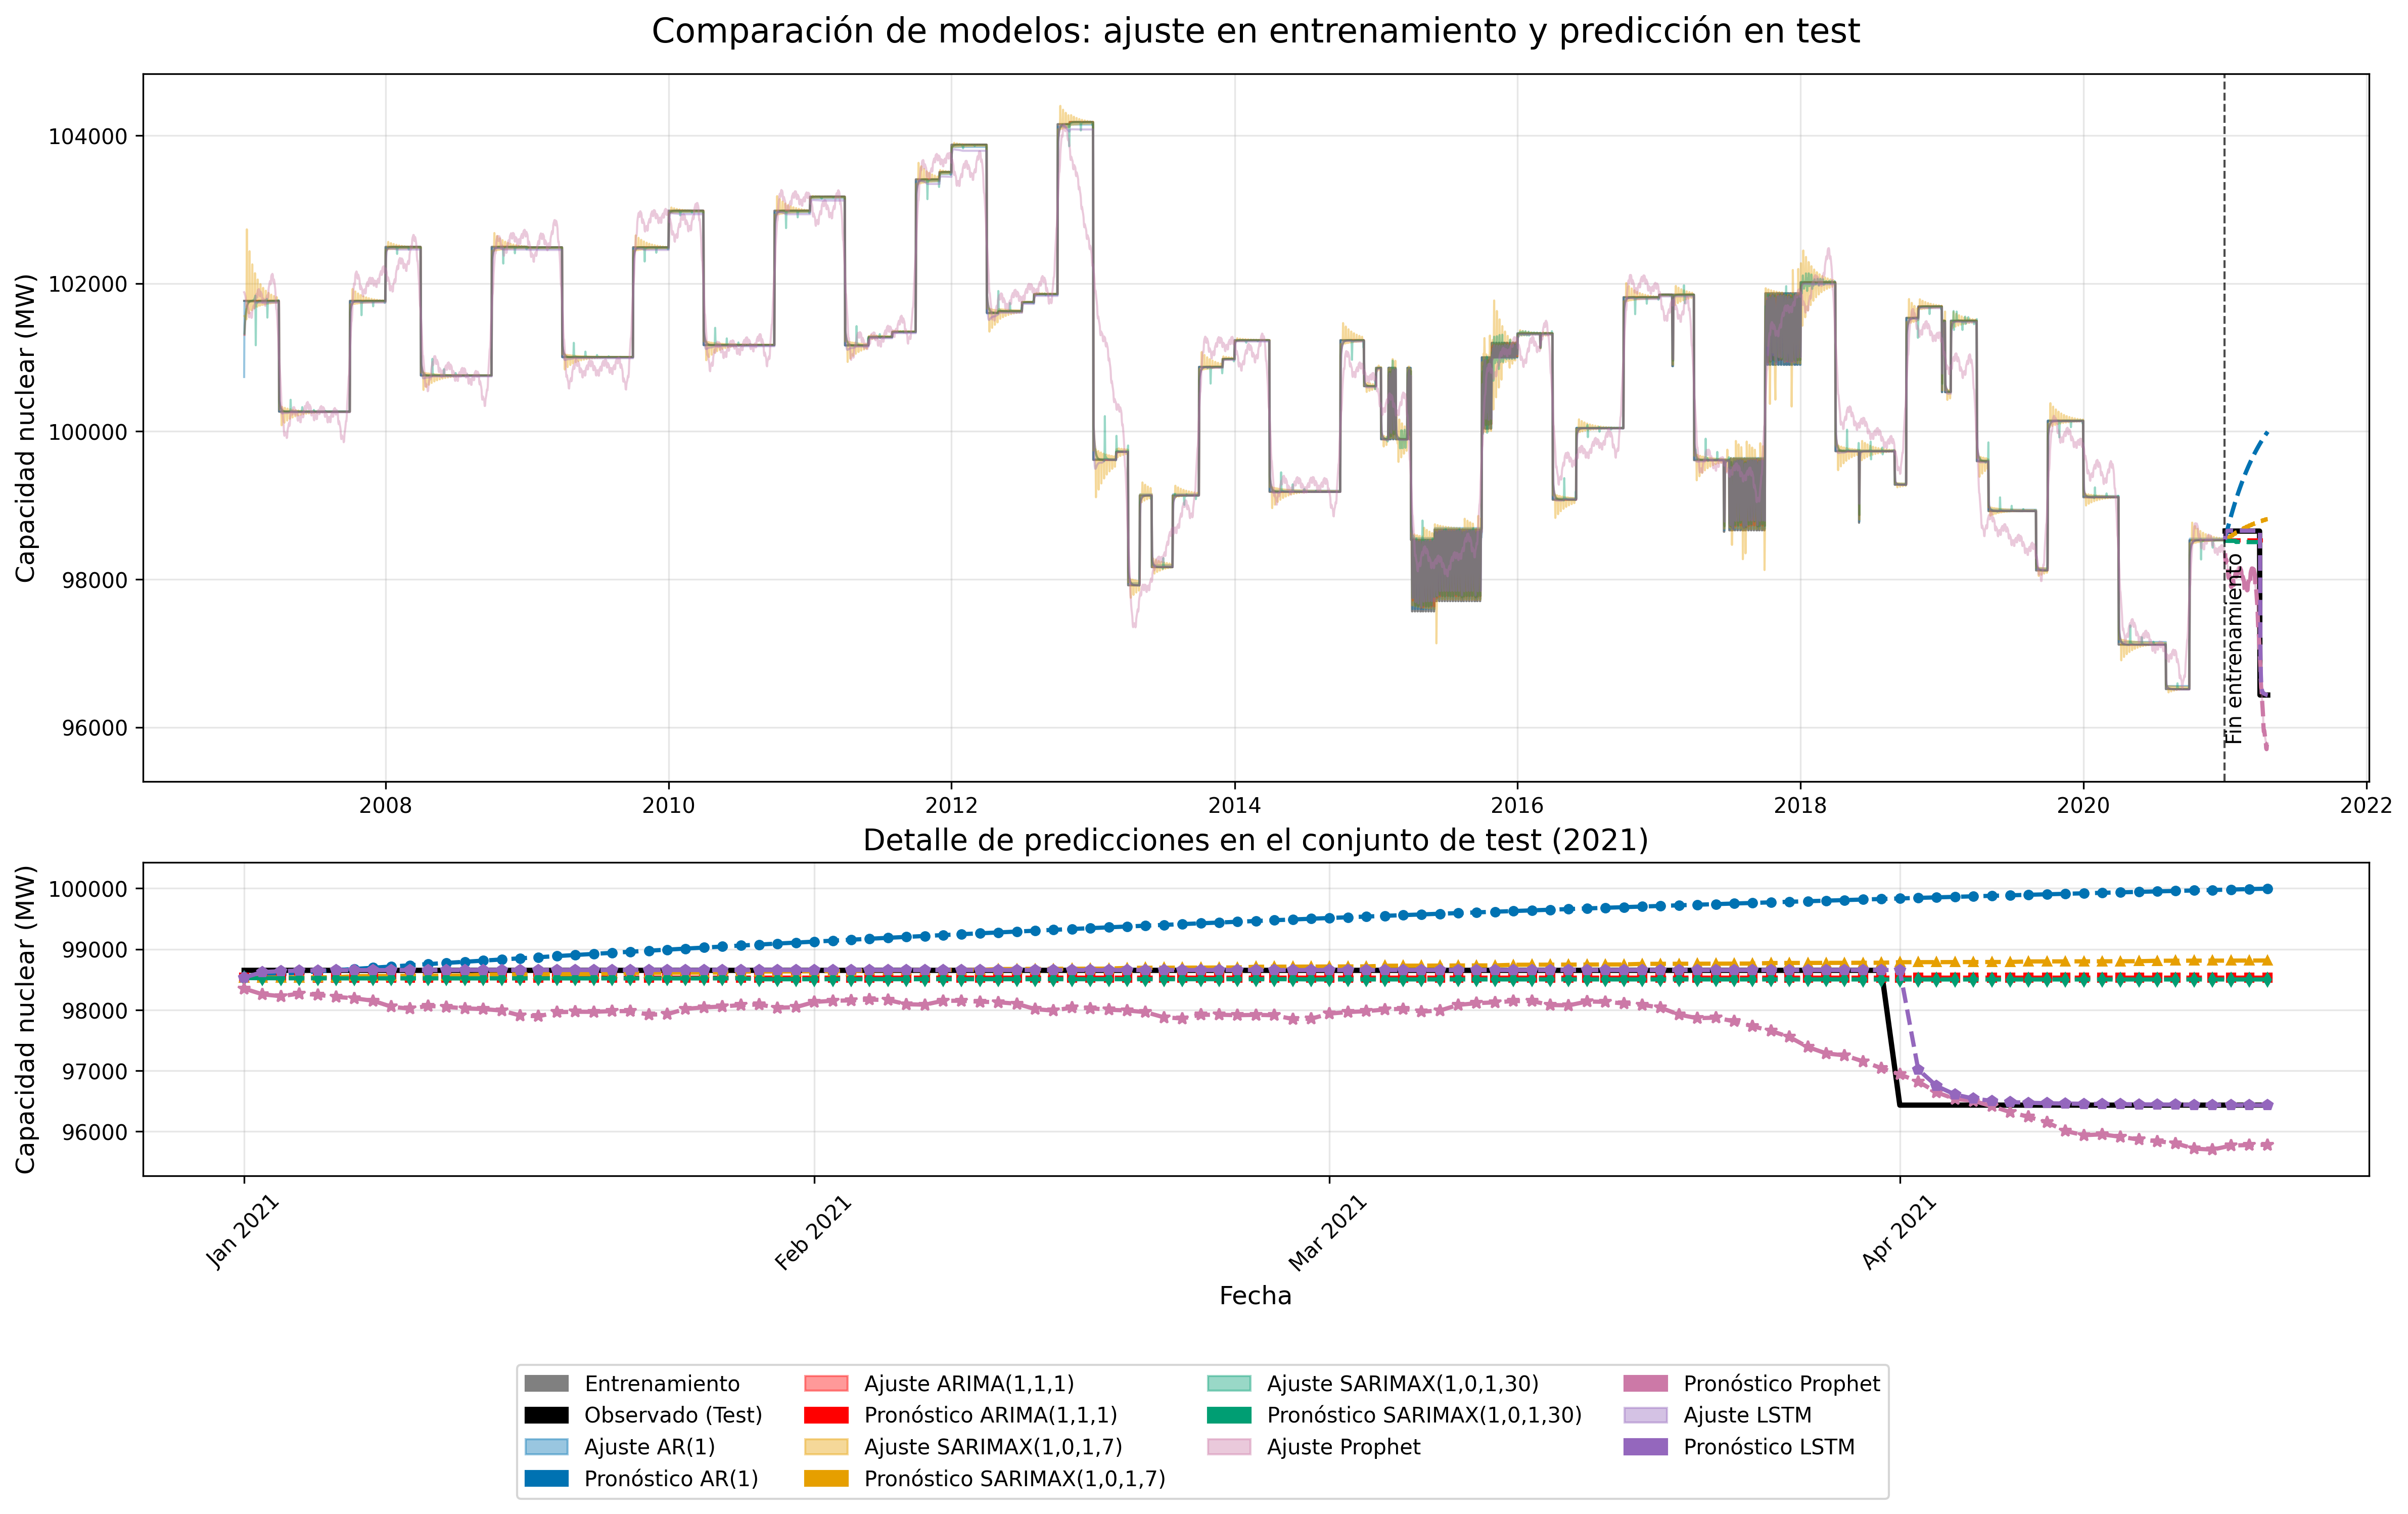 Comparación de modelos: ajuste en entrenamiento y predicción en test
Capacidad nuclear (MW)
104000
102000
100000
98000
96000
Fin entrenamiento
2008
2010
2012
2014
2016
2018
2020
2022
Detalle de predicciones en el conjunto de test (2021)
Capacidad nuclear (MW)
100000
99000
98000
97000
96000
Jan 2021
Feb 2021
Mar 2021
Apr 2021
Fecha
Entrenamiento
Observado (Test)
Ajuste AR(1)
Pronóstico AR(1)
Ajuste ARIMA(1,1,1)
Pronóstico ARIMA(1,1,1)
Ajuste SARIMAX(1,0,1,7)
Pronóstico SARIMAX(1,0,1,7)
Ajuste SARIMAX(1,0,1,30)
Pronóstico SARIMAX(1,0,1,30)
Ajuste Prophet
Pronóstico Prophet
Ajuste LSTM
Pronóstico LSTM